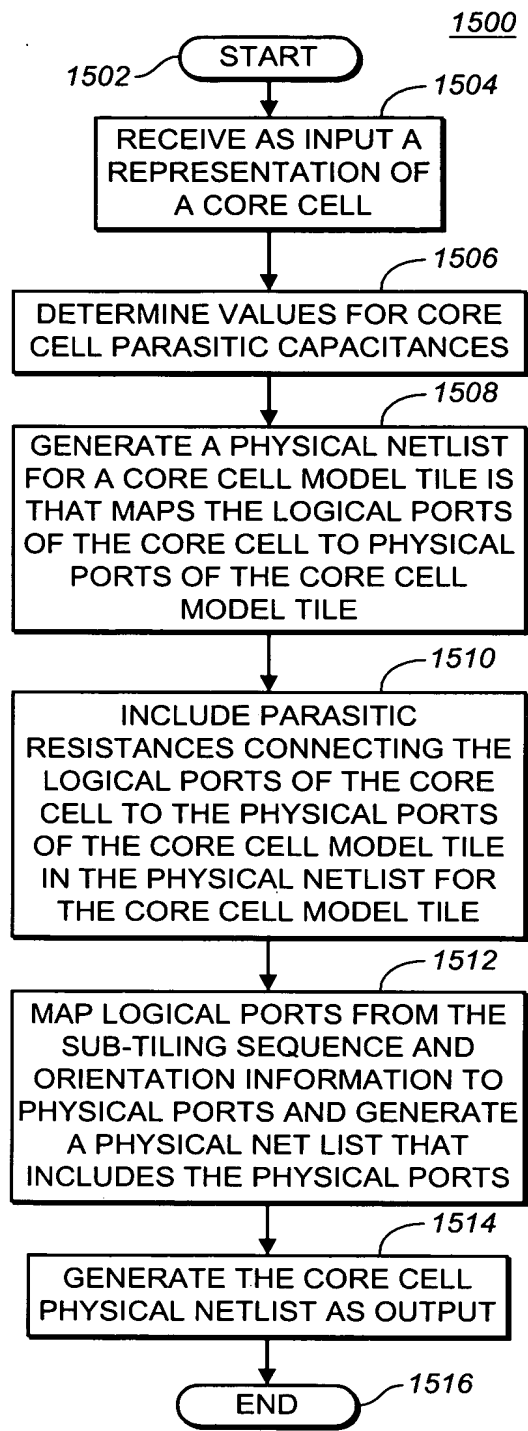 1500
START
1502
1504
RECEIVE AS INPUT A
REPRESENTATION OF
A CORE CELL
1506
DETERMINE VALUES FOR CORE
CELL PARASITIC CAPACITANCES
1508
GENERATE A PHYSICAL NETLIST
FOR A CORE CELL MODEL TILE IS
THAT MAPS THE LOGICAL PORTS
OF THE CORE CELL TO PHYSICAL
PORTS OF THE CORE CELL
MODEL TILE
1510
INCLUDE PARASITIC
RESISTANCES CONNECTING THE
LOGICAL PORTS OF THE CORE
CELL TO THE PHYSICAL PORTS
OF THE CORE CELL MODEL TILE
IN THE PHYSICAL NETLIST FOR
THE CORE CELL MODEL TILE
1512
MAP LOGICAL PORTS FROM THE
SUB-TILING SEQUENCE AND
ORIENTATION INFORMATION TO
PHYSICAL PORTS AND GENERATE
A PHYSICAL NET LIST THAT
INCLUDES THE PHYSICAL PORTS
1514
GENERATE THE CORE CELL
PHYSICAL NETLIST AS OUTPUT
END
1516